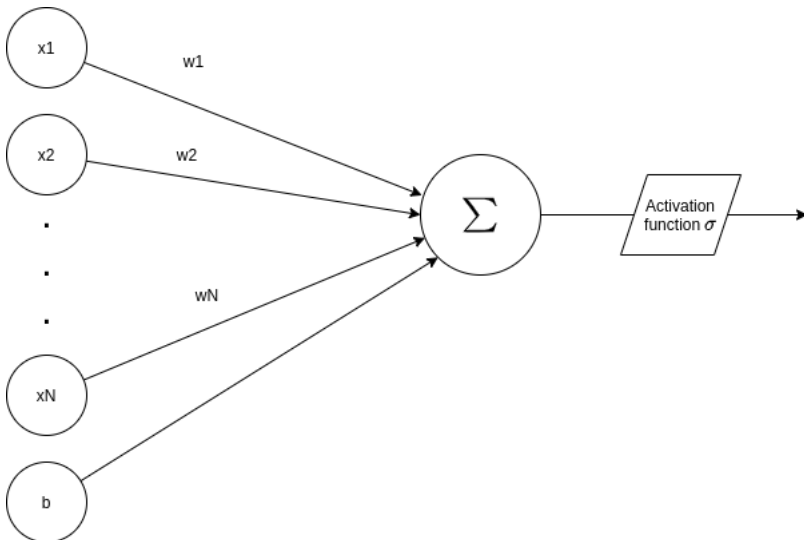 x1
w1
x2
w2
.
.
.
Σ
Activation
function σ
wN
xN
b